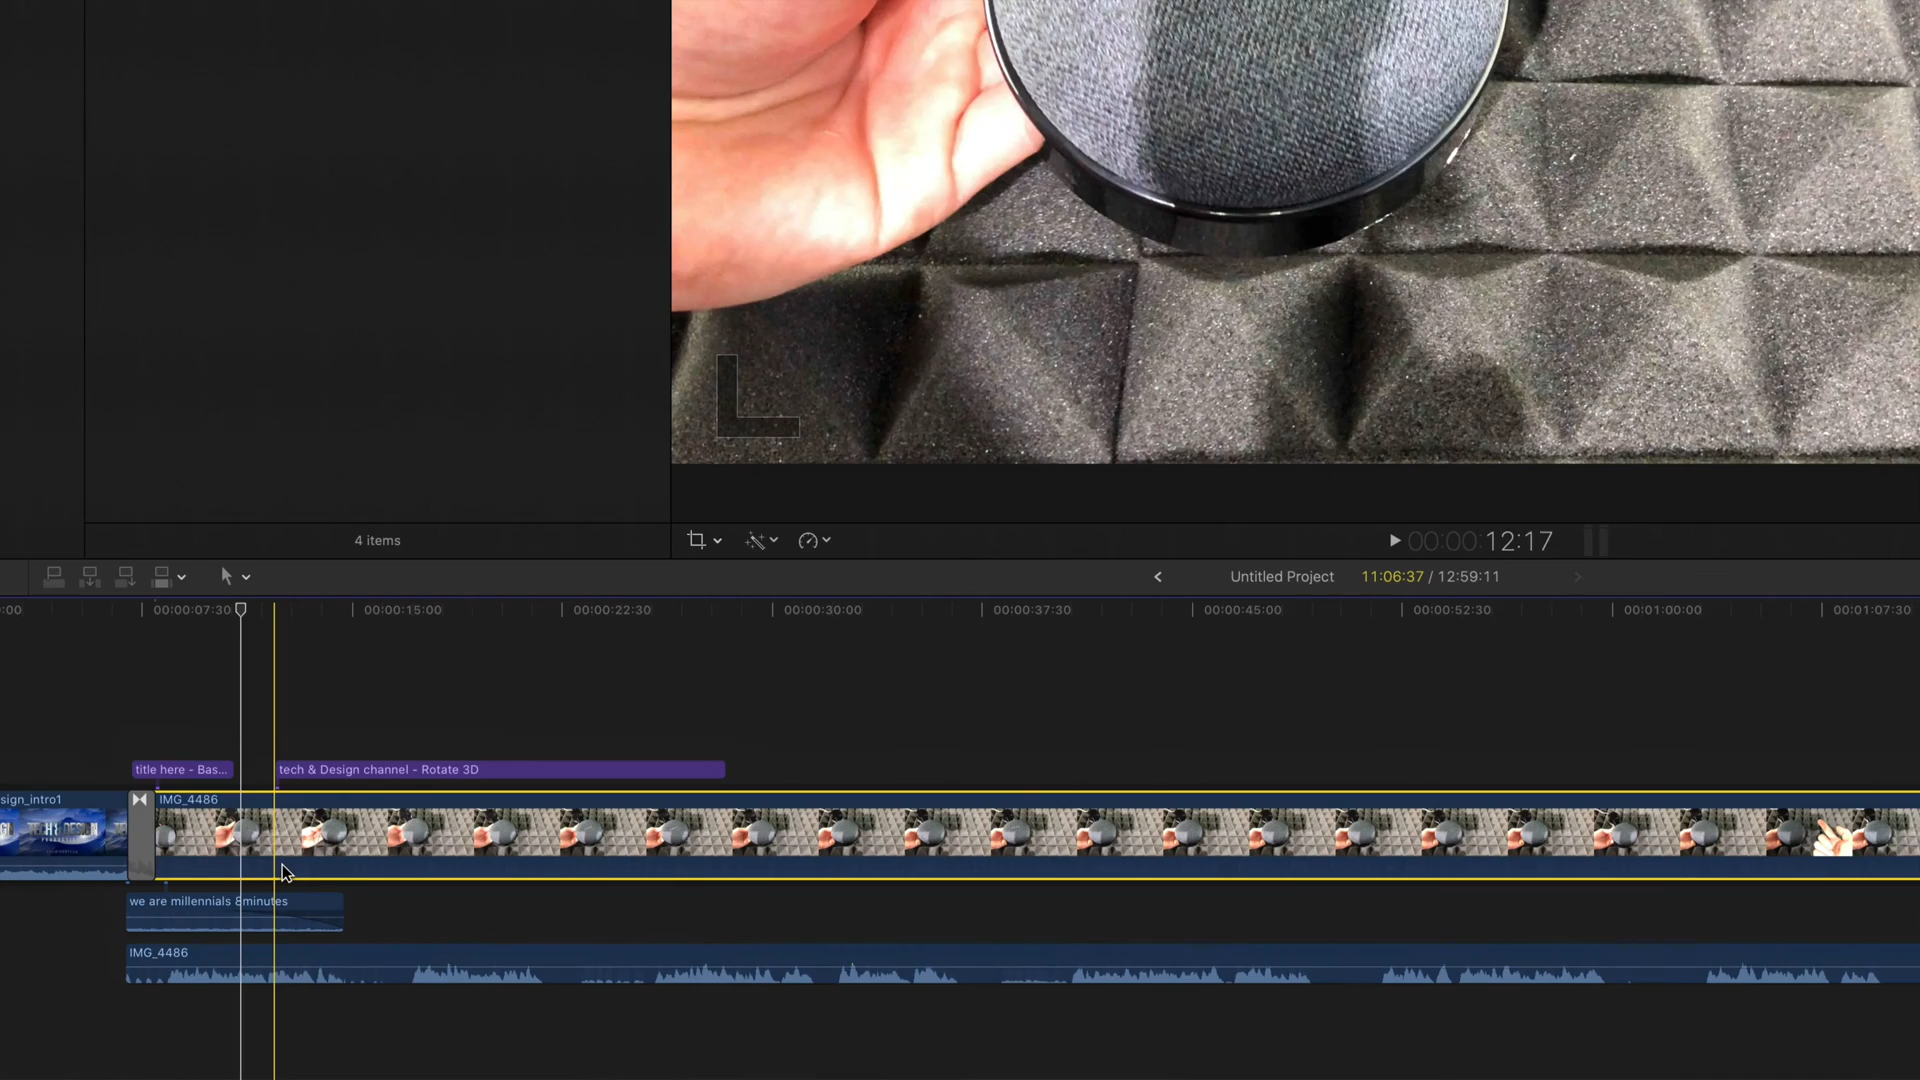 4 items
00:00:00:12:17
Untitled Project
11:06:37 / 12:59:11
:00
00:00:07:30
00:00:15:00
00:00:22:30
00:00:30:00
00:00:37:30
00:00:45:00
00:00:52:30
00:01:00:00
00:01:07:30
title here - Bas...
tech & Design channel - Rotate 3D
sign_intro1
IMG_4486
TECH & DESIGN
we are millennials 8minutes
IMG_4486